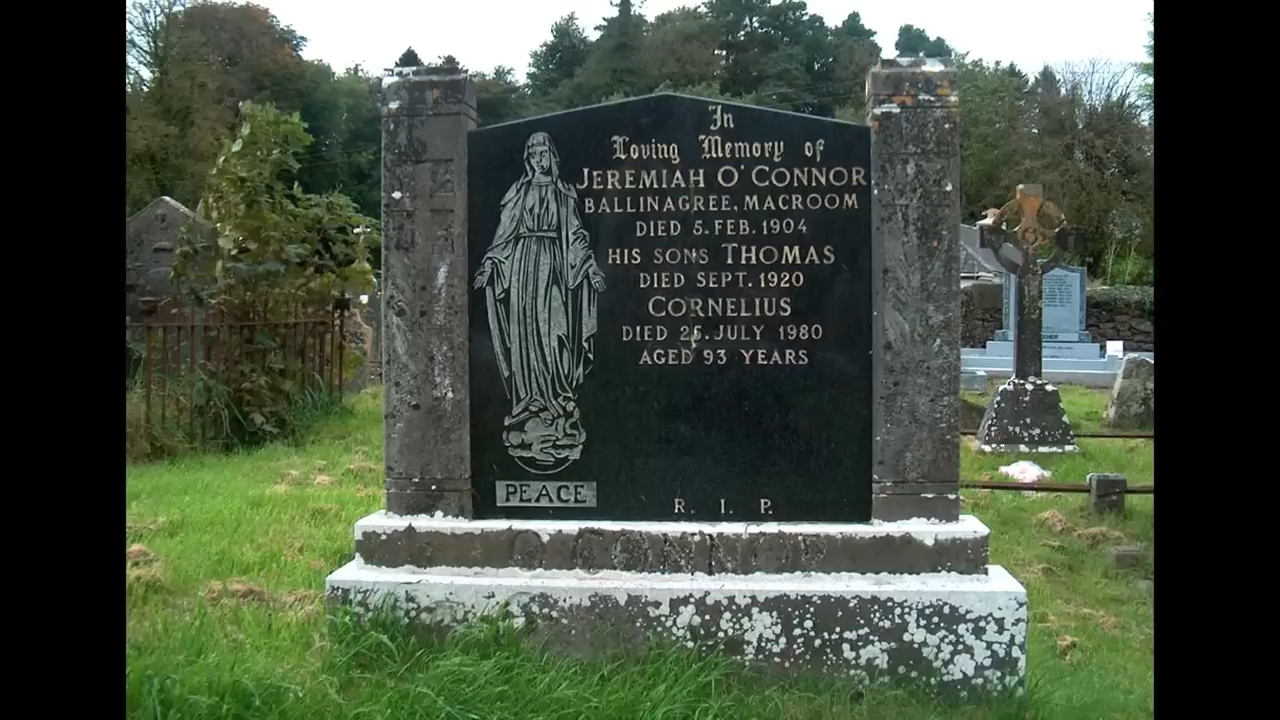 In
Loving Memory of
JEREMIAH O'CONNOR
BALLINAGREE, MACROOM
DIED 5. FEB. 1904
HIS SONS THOMAS
DIED SEPT. 1920
CORNELIUS
DIED 25. JULY 1980
AGED 93 YEARS
PEACE
R. I. P.
O'CONNOR